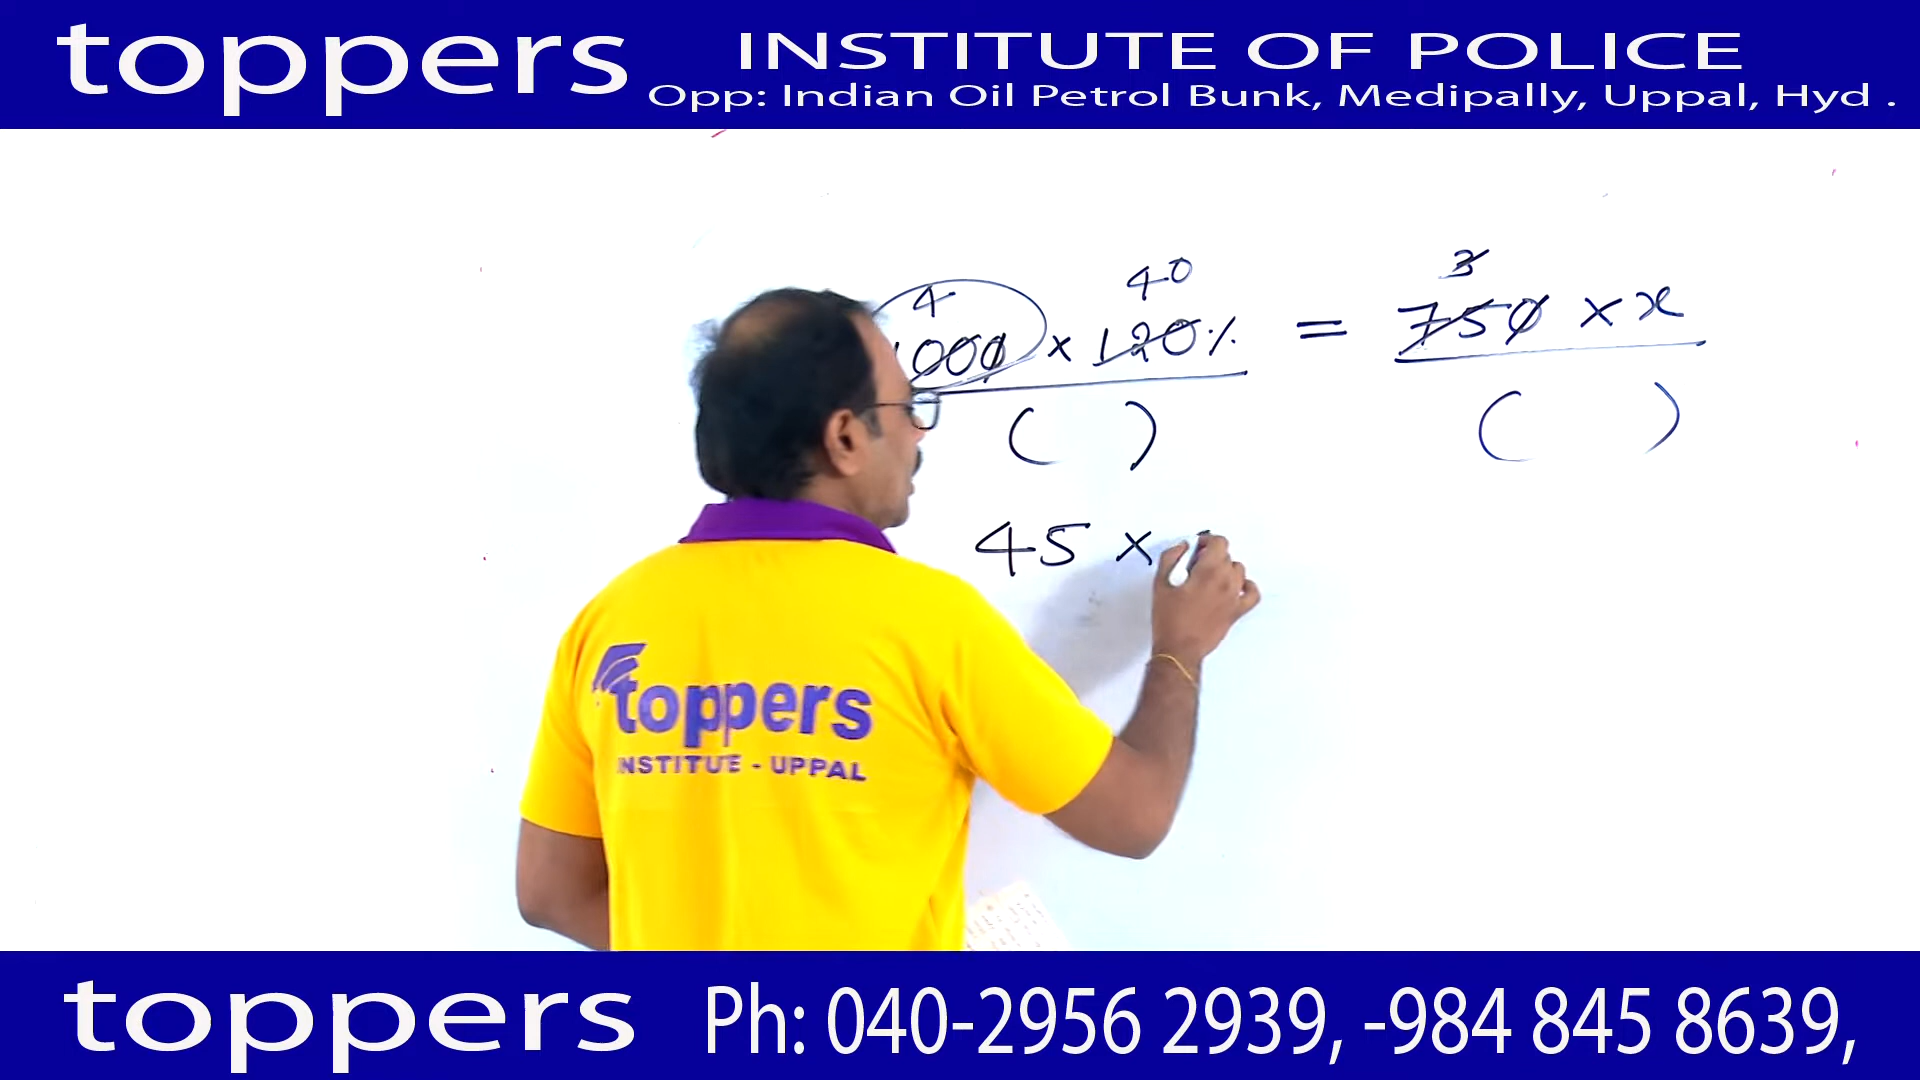 toppers
INSTITUTE OF POLICE
Opp: Indian Oil Petrol Bunk, Medipally, Uppal, Hyd .
4 40 3
1000 × 120% = 750 × x
( ) ( )
45 ×
toppers
INSTITUTE - UPPAL
toppers
Ph: 040-2956 2939, -984 845 8639,